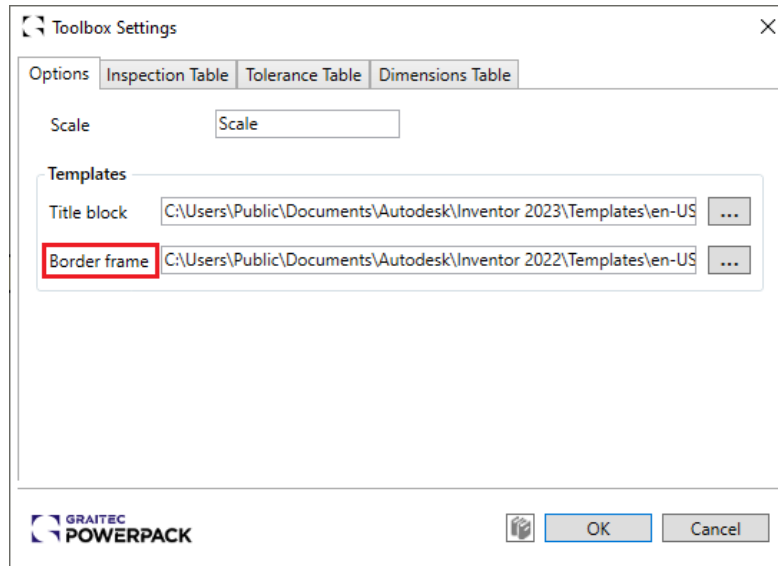 Toolbox Settings
Options Inspection Table Tolerance Table Dimensions Table
Scale Scale
Templates
Title block C:\Users\Public\Documents\Autodesk\Inventor 2023\Templates\en-US ...
Border frame C:\Users\Public\Documents\Autodesk\Inventor 2022\Templates\en-US ...
GRAITEC
POWERPACK
OK Cancel